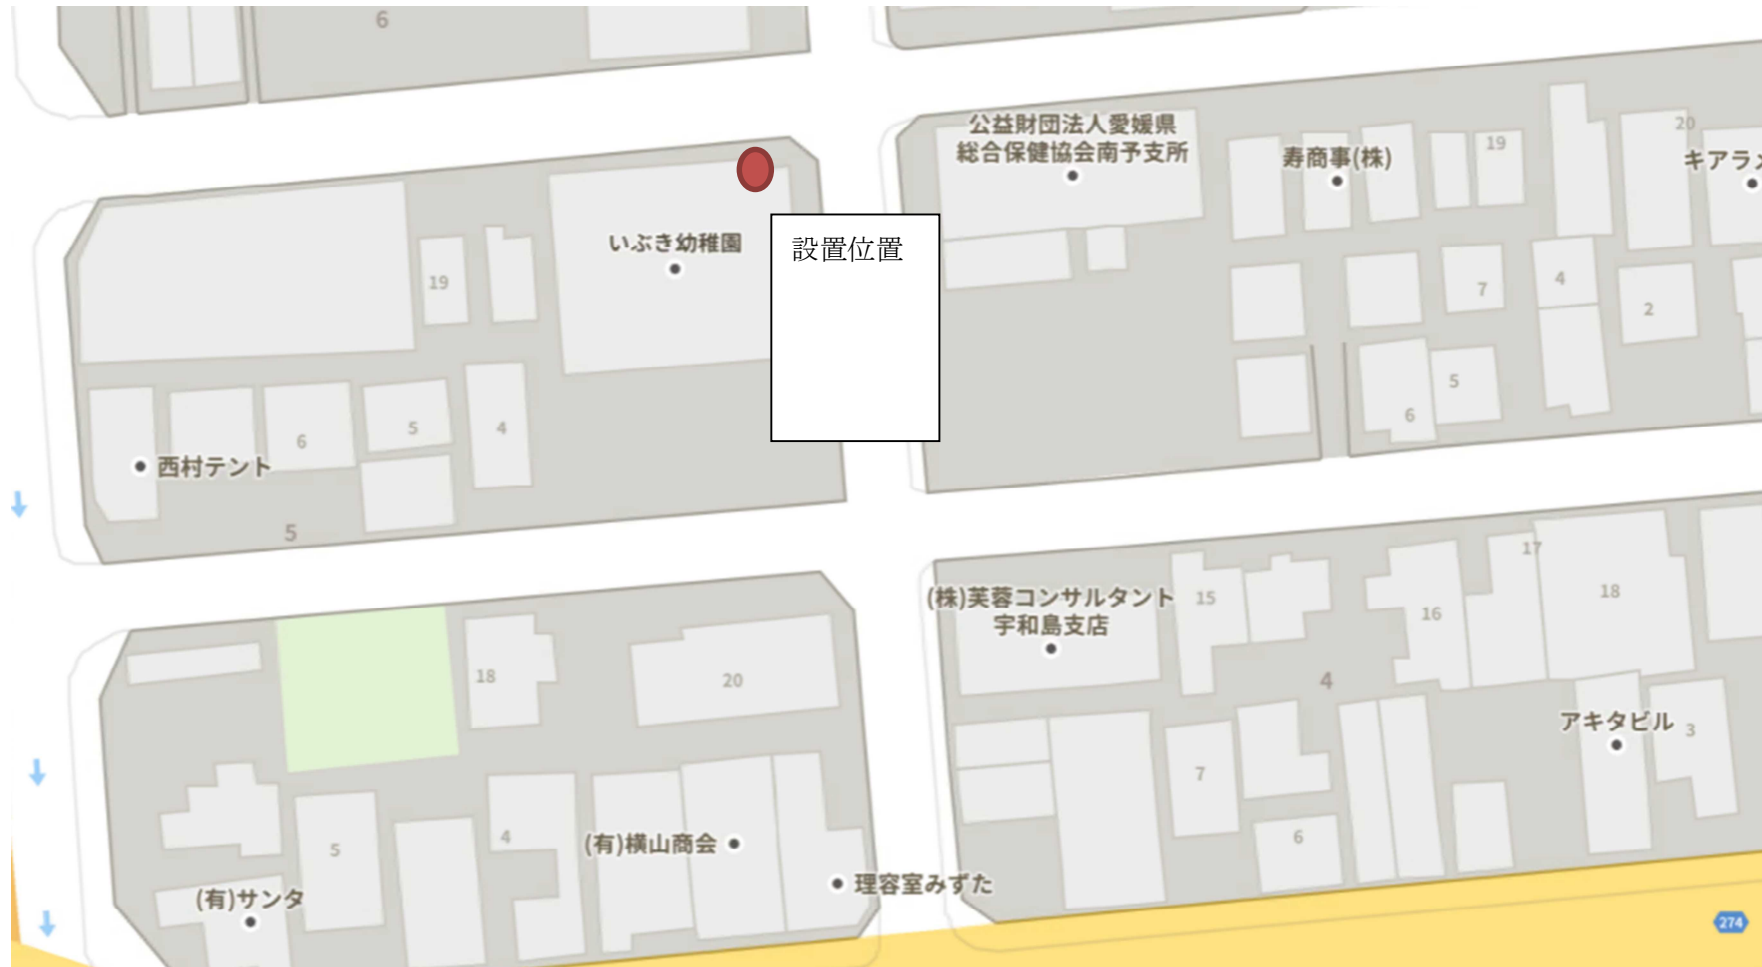 6
公益財団法人愛媛県
総合保健協会南予支所
寿商事(株)
19
20
キアラメ
いぶき幼稚園
設置位置
19
7
4
2
5
6
西村テント
6
5
4
5
(株)芙蓉コンサルタント
宇和島支店
15
16
17
18
4
アキタビル
3
7
6
18
20
5
4
(有)横山商会
理容室みずた
(有)サンタ
274